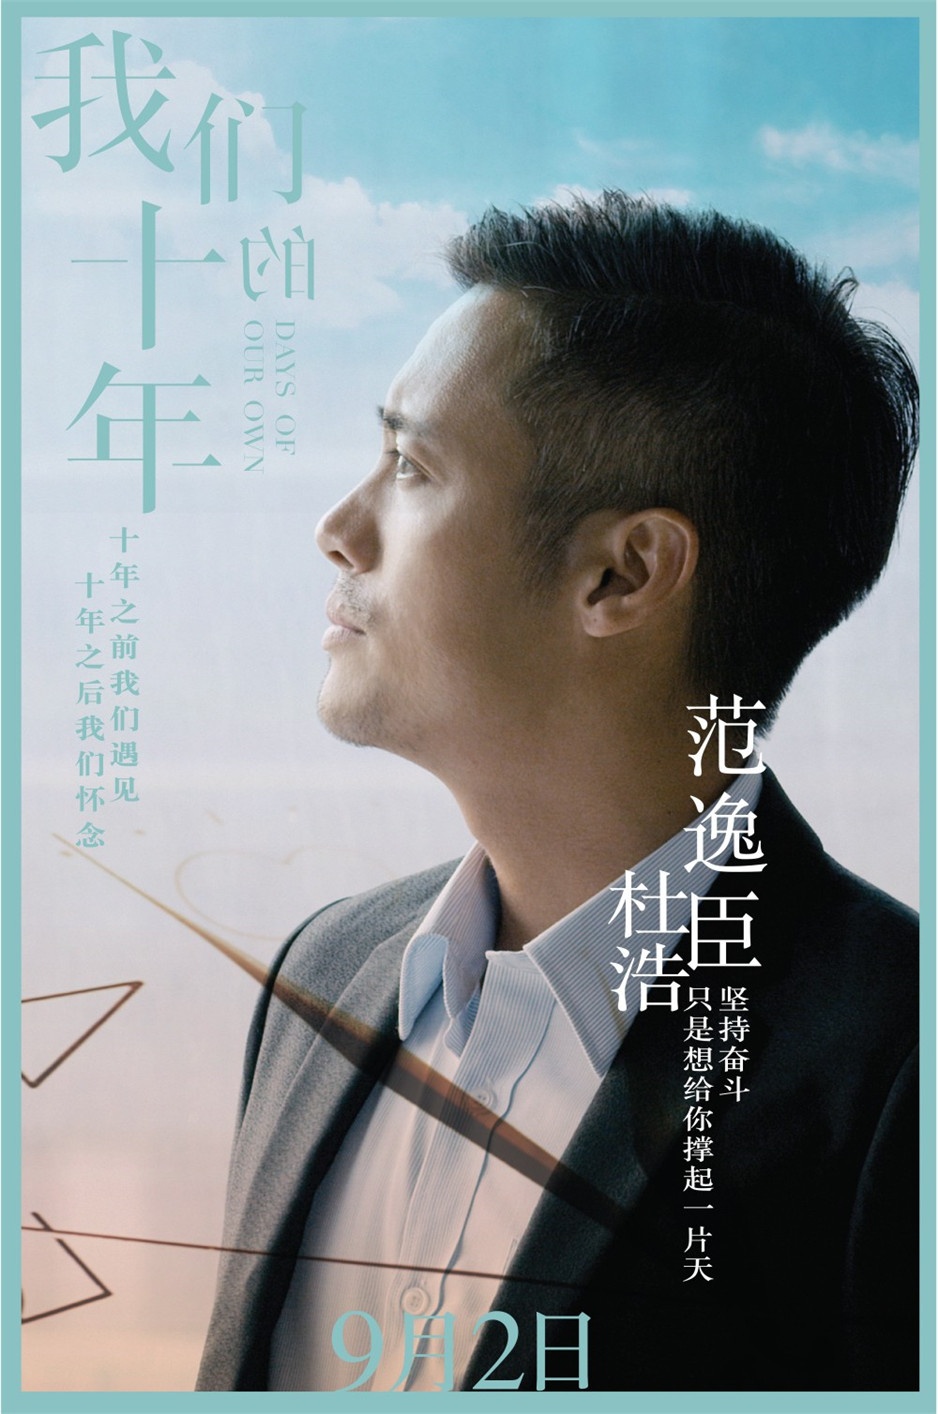 我们的
十年
DAYS OF
OUR OWN
十年之前我们遇见
十年之后我们怀念
范逸臣
杜浩
坚持奋斗
只是想给你撑起一片天
9月2日